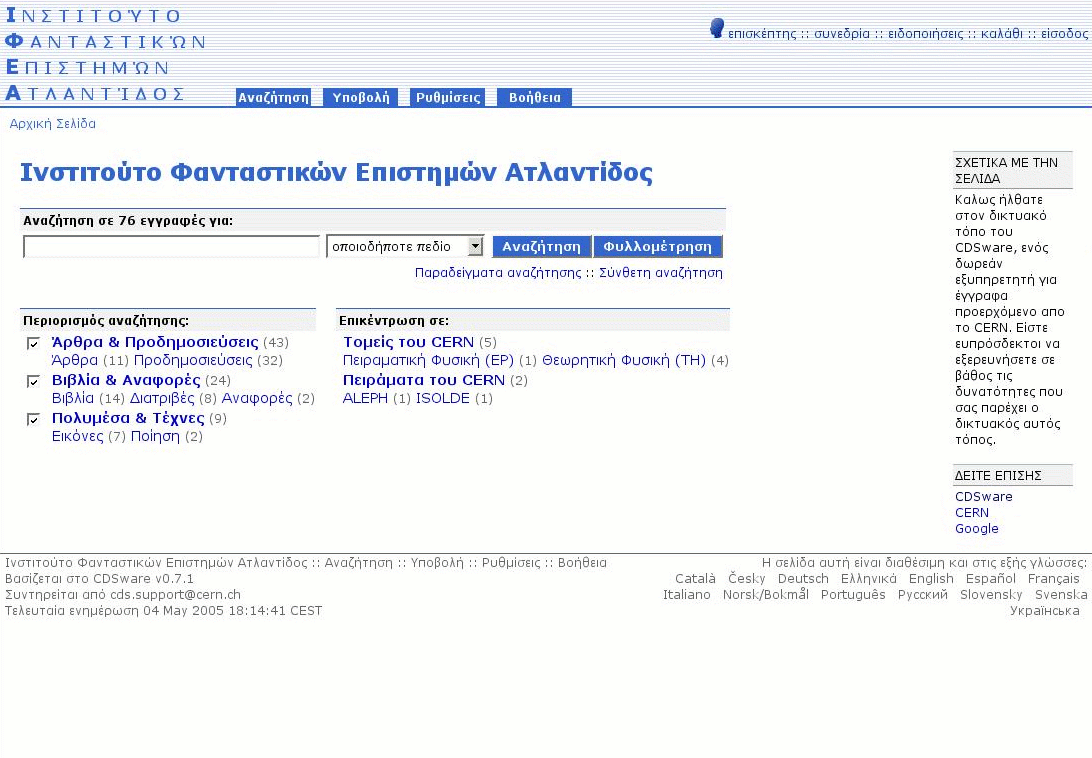 ΙΝΣΤΙΤΟΎΤΟ
ΦΑΝΤΑΣΤΙΚΏΝ
ΕΠΙΣΤΗΜΏΝ
ΑΤΛΑΝΤΊΔΟΣ
επισκέπτης :: συνεδρία :: ειδοποιήσεις :: καλάθι :: είσοδος
Αναζήτηση Υποβολή Ρυθμίσεις Βοήθεια
Αρχική Σελίδα
Ινστιτούτο Φανταστικών Επιστημών Ατλαντίδος
Αναζήτηση σε 76 εγγραφές για:
οποιοδήποτε πεδίο Αναζήτηση Φυλλομέτρηση
Παραδείγματα αναζήτησης :: Σύνθετη αναζήτηση
Περιορισμός αναζήτησης:
Άρθρα & Προδημοσιεύσεις (43)
Άρθρα (11) Προδημοσιεύσεις (32)
Βιβλία & Αναφορές (24)
Βιβλία (14) Διατριβές (8) Αναφορές (2)
Πολυμέσα & Τέχνες (9)
Εικόνες (7) Ποίηση (2)
Επικέντρωση σε:
Τομείς του CERN (5)
Πειραματική Φυσική (EP) (1) Θεωρητική Φυσική (TH) (4)
Πειράματα του CERN (2)
ALEPH (1) ISOLDE (1)
ΣΧΕΤΙΚΑ ΜΕ ΤΗΝ
ΣΕΛΙΔΑ
Καλως ήλθατε
στον δικτυακό
τόπο του
CDSware, ενός
δωρεάν
εξυπηρετητή για
έγγραφα
προερχόμενο απο
το CERN. Είστε
ευπρόσδεκτοι να
εξερευνήσετε σε
βάθος τις
δυνατότητες που
σας παρέχει ο
δικτυακός αυτός
τόπος.
ΔΕΙΤΕ ΕΠΙΣΗΣ
CDSware
CERN
Google
Ινστιτούτο Φανταστικών Επιστημών Ατλαντίδος :: Αναζήτηση :: Υποβολή :: Ρυθμίσεις :: Βοήθεια
Βασίζεται στο CDSware v0.7.1
Συντηρείται από cds.support@cern.ch
Τελευταία ενημέρωση 04 May 2005 18:14:41 CEST
Η σελίδα αυτή είναι διαθέσιμη και στις εξής γλώσσες:
Català Česky Deutsch Ελληνικά English Español Français
Italiano Norsk/Bokmål Português Русский Slovensky Svenska
Українська